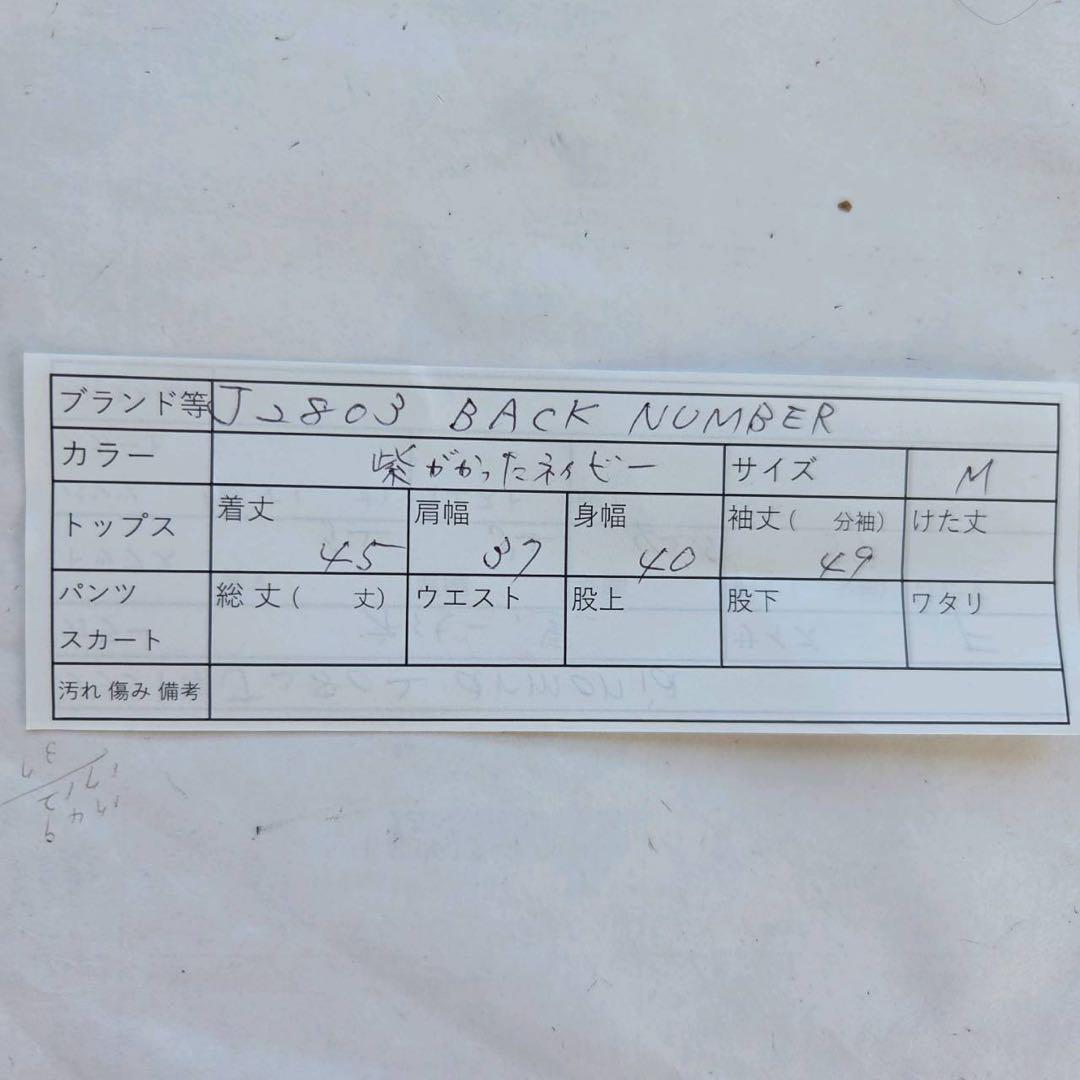 ブランド等 J2803 BACK NUMBER
カラー 紫がかったネイビー サイズ M
トップス 着丈 45 肩幅 37 身幅 40 袖丈( 分袖) 49 けた丈
パンツ スカート 総丈( 丈) ウエスト 股上 股下 ワタリ
汚れ 傷み 備考